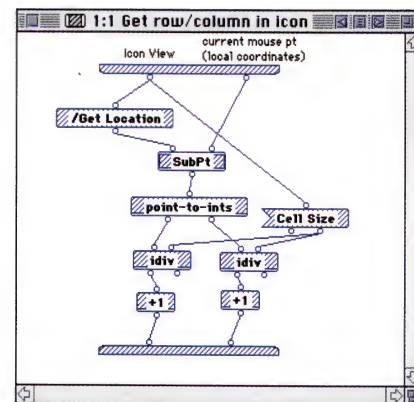 1:1 Get row/column in icon
Icon View
current mouse pt
(local coordinates)
/Get Location
SubPt
point-to-ints
Cell Size
idiv
idiv
+1
+1